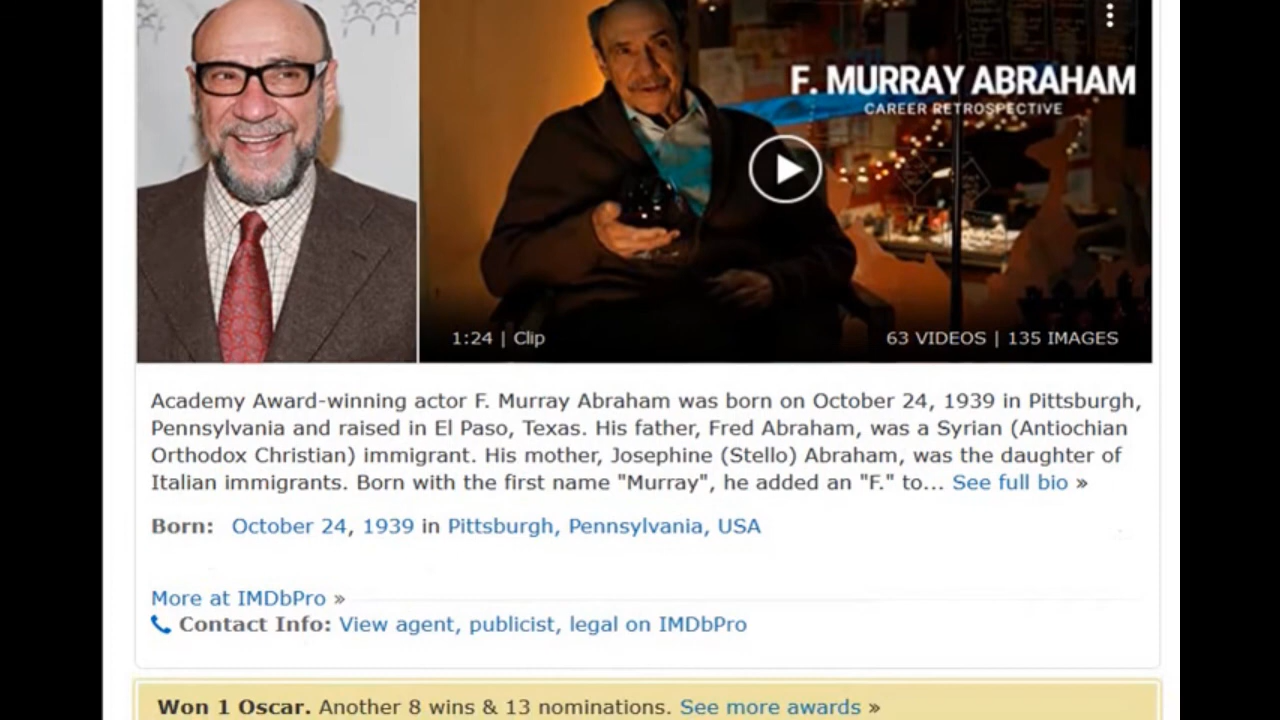 F. MURRAY ABRAHAM
CAREER RETROSPECTIVE
1:24 | Clip
63 VIDEOS | 135 IMAGES
Academy Award-winning actor F. Murray Abraham was born on October 24, 1939 in Pittsburgh,
Pennsylvania and raised in El Paso, Texas. His father, Fred Abraham, was a Syrian (Antiochian
Orthodox Christian) immigrant. His mother, Josephine (Stello) Abraham, was the daughter of
Italian immigrants. Born with the first name "Murray", he added an "F." to... See full bio »
Born: October 24, 1939 in Pittsburgh, Pennsylvania, USA
More at IMDbPro »
Contact Info: View agent, publicist, legal on IMDbPro
Won 1 Oscar. Another 8 wins & 13 nominations. See more awards »